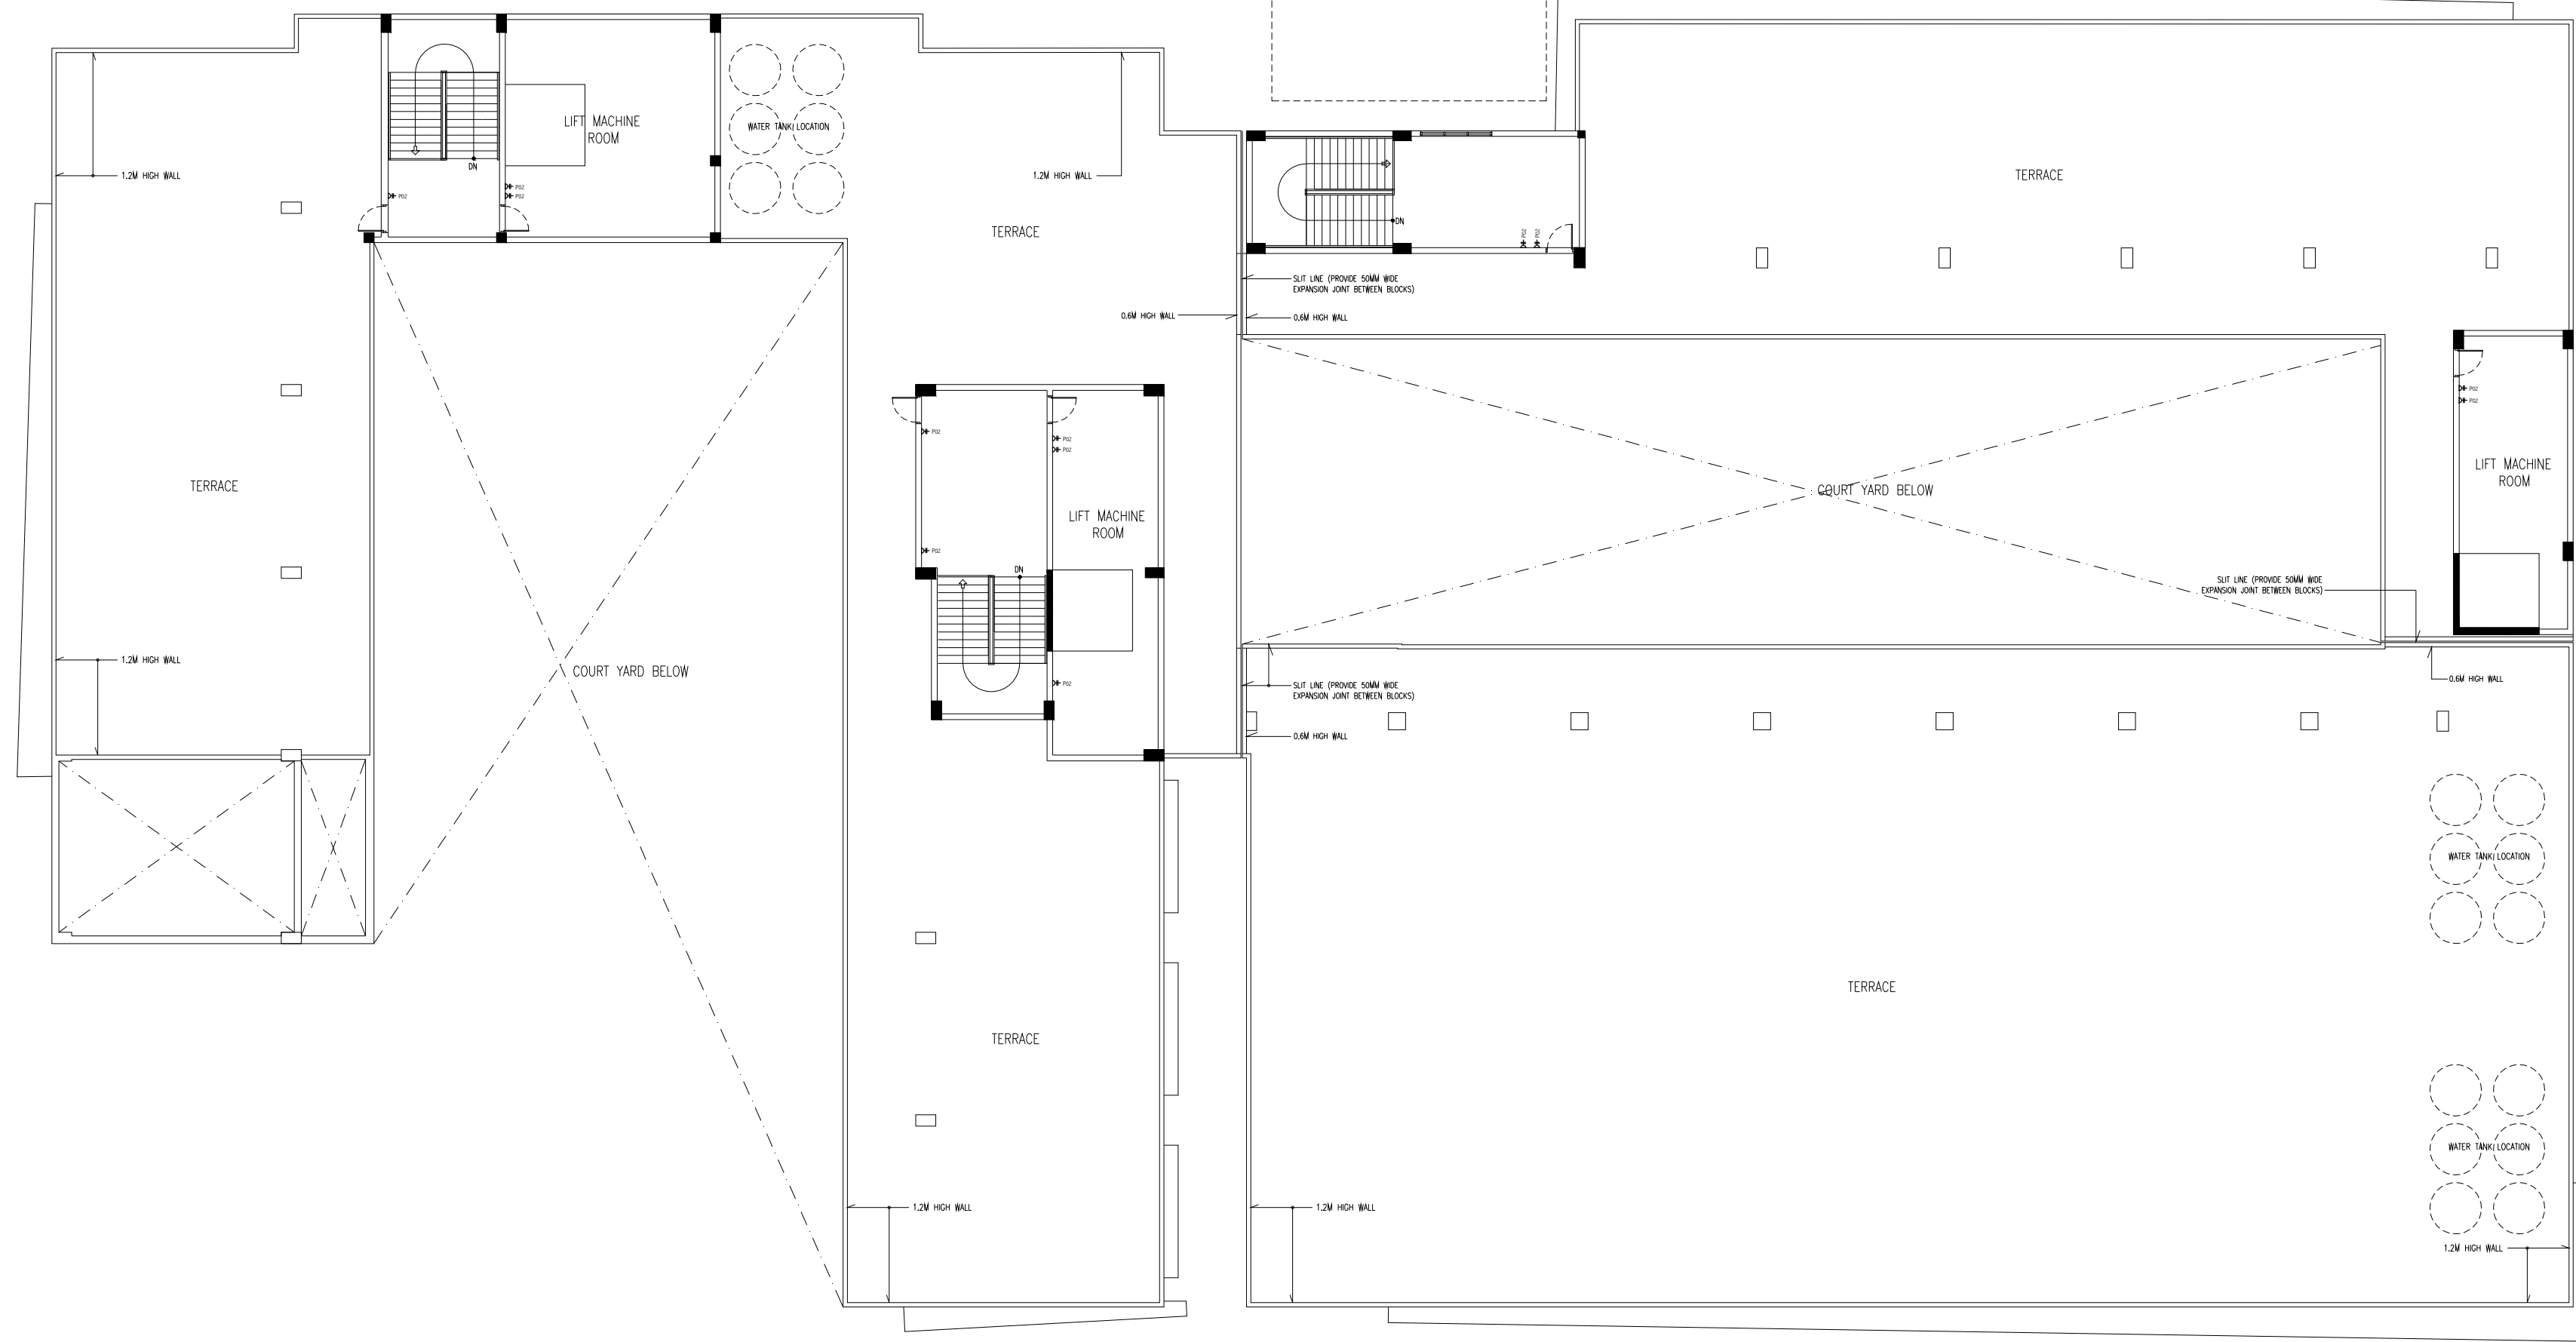 LIFT MACHINE
ROOM
WATER TANK LOCATION
DN
1.2M HIGH WALL
1.2M HIGH WALL
P02
P02
P02
TERRACE
TERRACE
DN
P02
P02
SLIT LINE (PROVIDE 50MM WIDE
EXPANSION JOINT BETWEEN BLOCKS)
0.6M HIGH WALL
0.6M HIGH WALL
P02
P02
P02
P02
P02
LIFT MACHINE
ROOM
TERRACE
COURT YARD BELOW
LIFT MACHINE
ROOM
P02
DN
SLIT LINE (PROVIDE 50MM WIDE
EXPANSION JOINT BETWEEN BLOCKS)
1.2M HIGH WALL
COURT YARD BELOW
P02
SLIT LINE (PROVIDE 50MM WIDE
EXPANSION JOINT BETWEEN BLOCKS)
0.6M HIGH WALL
0.6M HIGH WALL
WATER TANK LOCATION
TERRACE
TERRACE
WATER TANK LOCATION
1.2M HIGH WALL
1.2M HIGH WALL
1.2M HIGH WALL